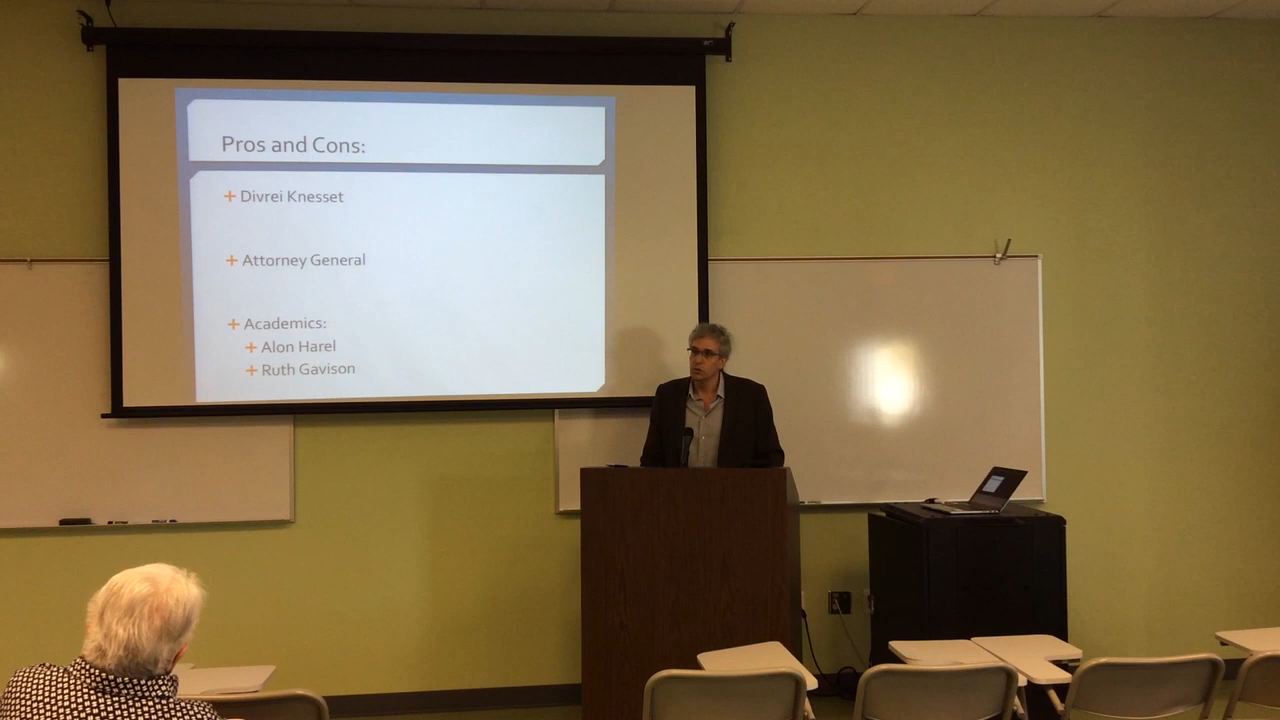 Pros and Cons:
+ Divrei Knesset
+ Attorney General
+ Academics:
+ Alon Harel
+ Ruth Gavison